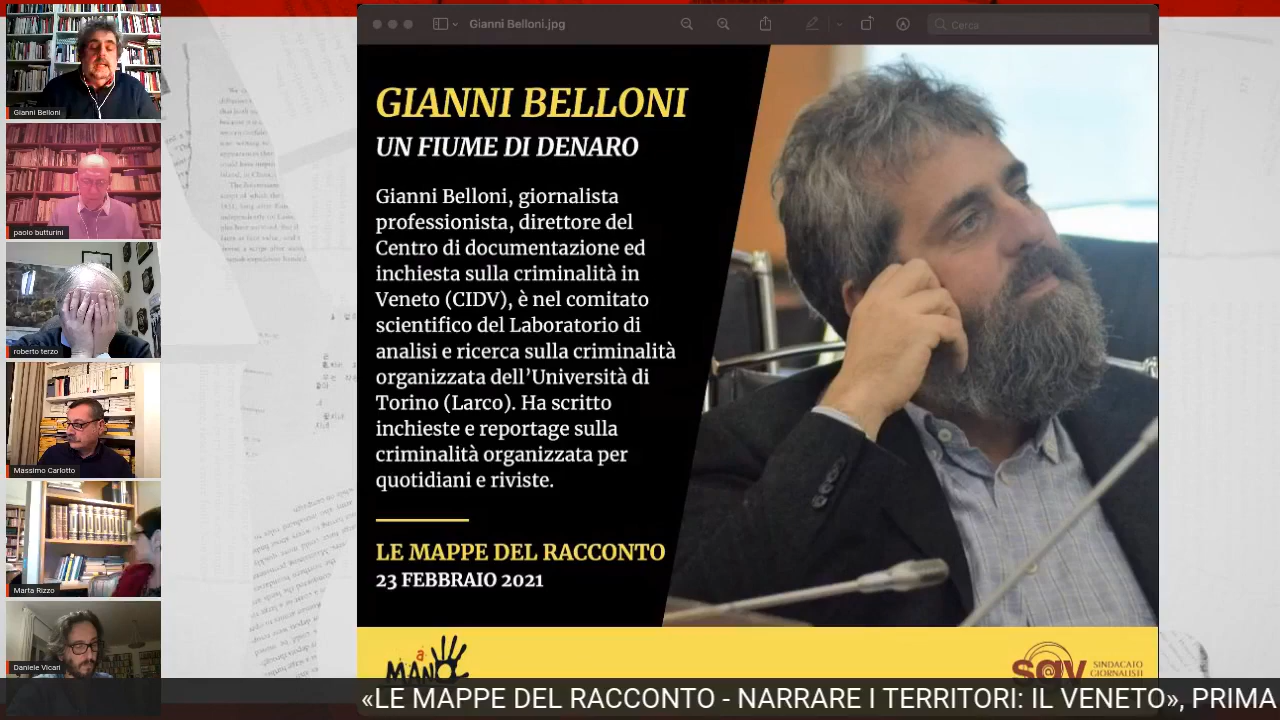 Gianni Belloni.jpg
Cerca
Gianni Belloni
paolo butturini
roberto terzo
Massimo Carlotto
Marta Rizzo
Daniele Vicari
GIANNI BELLONI
UN FIUME DI DENARO
Gianni Belloni, giornalista
professionista, direttore del
Centro di documentazione ed
inchiesta sulla criminalità in
Veneto (CIDV), è nel comitato
scientifico del Laboratorio di
analisi e ricerca sulla criminalità
organizzata dell’Università di
Torino (Larco). Ha scritto
inchieste e reportage sulla
criminalità organizzata per
quotidiani e riviste.
LE MAPPE DEL RACCONTO
23 FEBBRAIO 2021
a
MANO
SGV
SINDACATO
GIORNALISTI
«LE MAPPE DEL RACCONTO - NARRARE I TERRITORI: IL VENETO», PRIMA